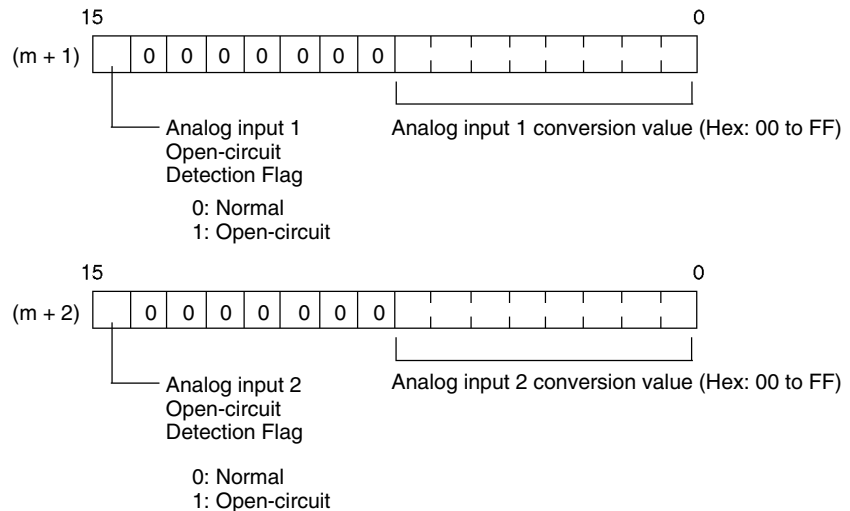 15 0
(m + 1) 0 0 0 0 0 0 0
Analog input 1 Analog input 1 conversion value (Hex: 00 to FF)
Open-circuit
Detection Flag
0: Normal
1: Open-circuit
15 0
(m + 2) 0 0 0 0 0 0 0
Analog input 2 Analog input 2 conversion value (Hex: 00 to FF)
Open-circuit
Detection Flag
0: Normal
1: Open-circuit